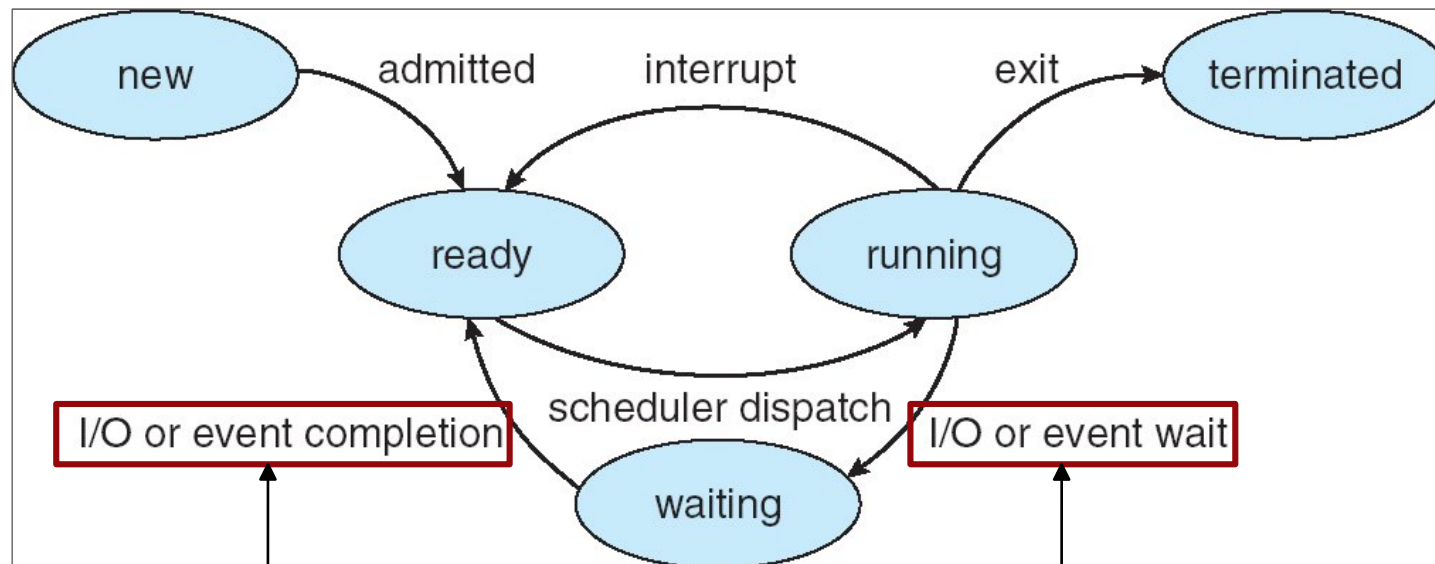 new
admitted
interrupt
exit
terminated
ready
running
scheduler dispatch
I/O or event completion
I/O or event wait
waiting